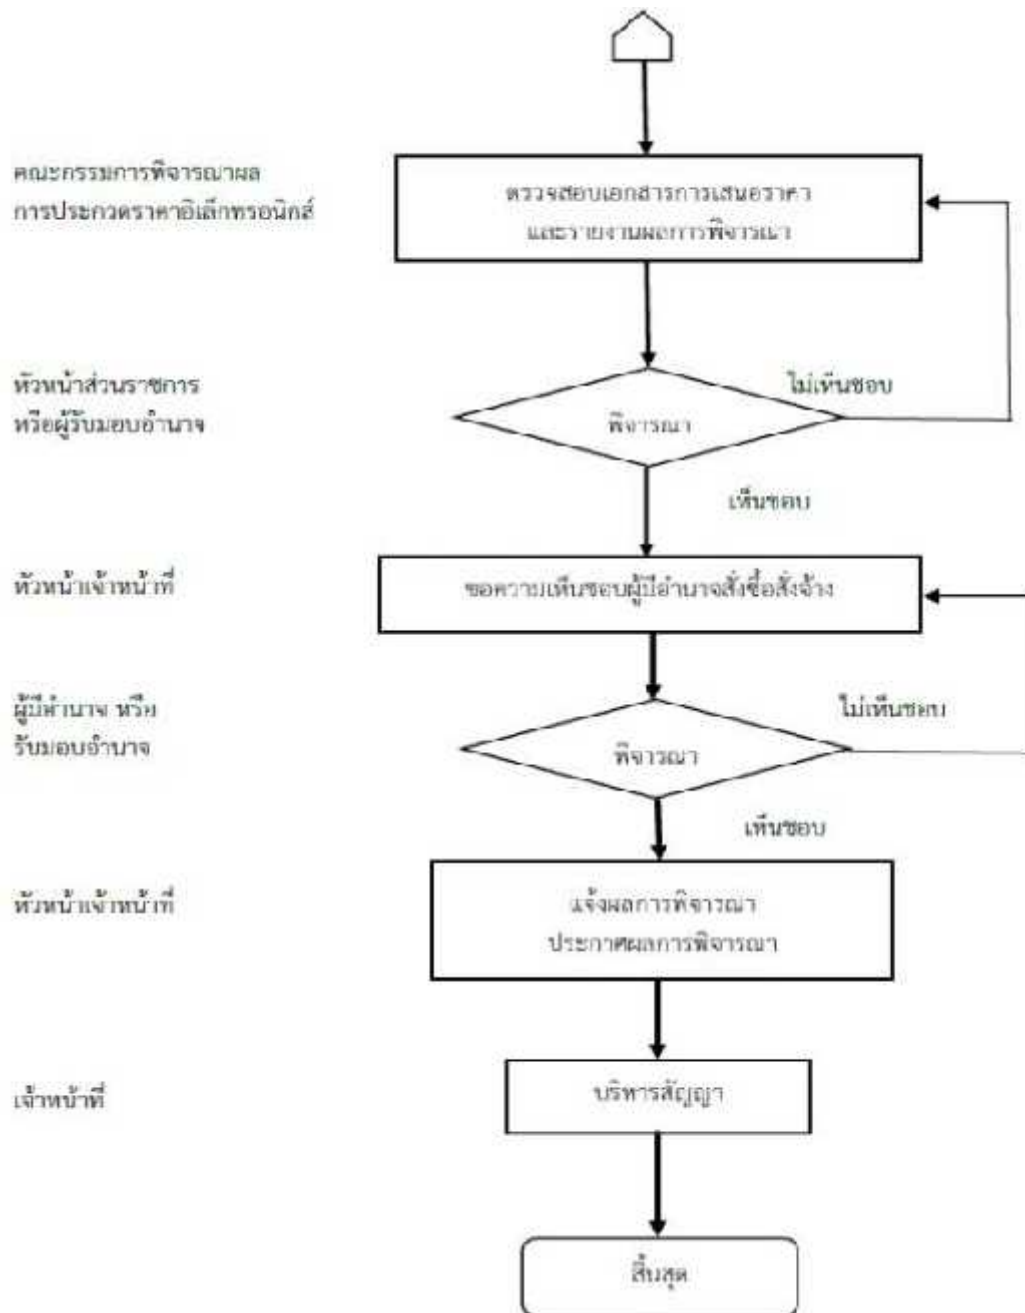 คณะกรรมการพิจารณาผล
การประกวดราคาอิเล็กทรอนิกส์
ตรวจสอบเอกสารการเสนอราคา
และรายงานผลการพิจารณา
หัวหน้าส่วนราชการ
หรือผู้รับมอบอำนาจ
พิจารณา
ไม่เห็นชอบ
เห็นชอบ
หัวหน้าเจ้าหน้าที่
ขอความเห็นชอบผู้มีอำนาจสั่งซื้อสั่งจ้าง
ผู้มีอำนาจ หรือ
รับมอบอำนาจ
พิจารณา
ไม่เห็นชอบ
เห็นชอบ
หัวหน้าเจ้าหน้าที่
แจ้งผลการพิจารณา
ประกาศผลการพิจารณา
เจ้าหน้าที่
บริหารสัญญา
สิ้นสุด